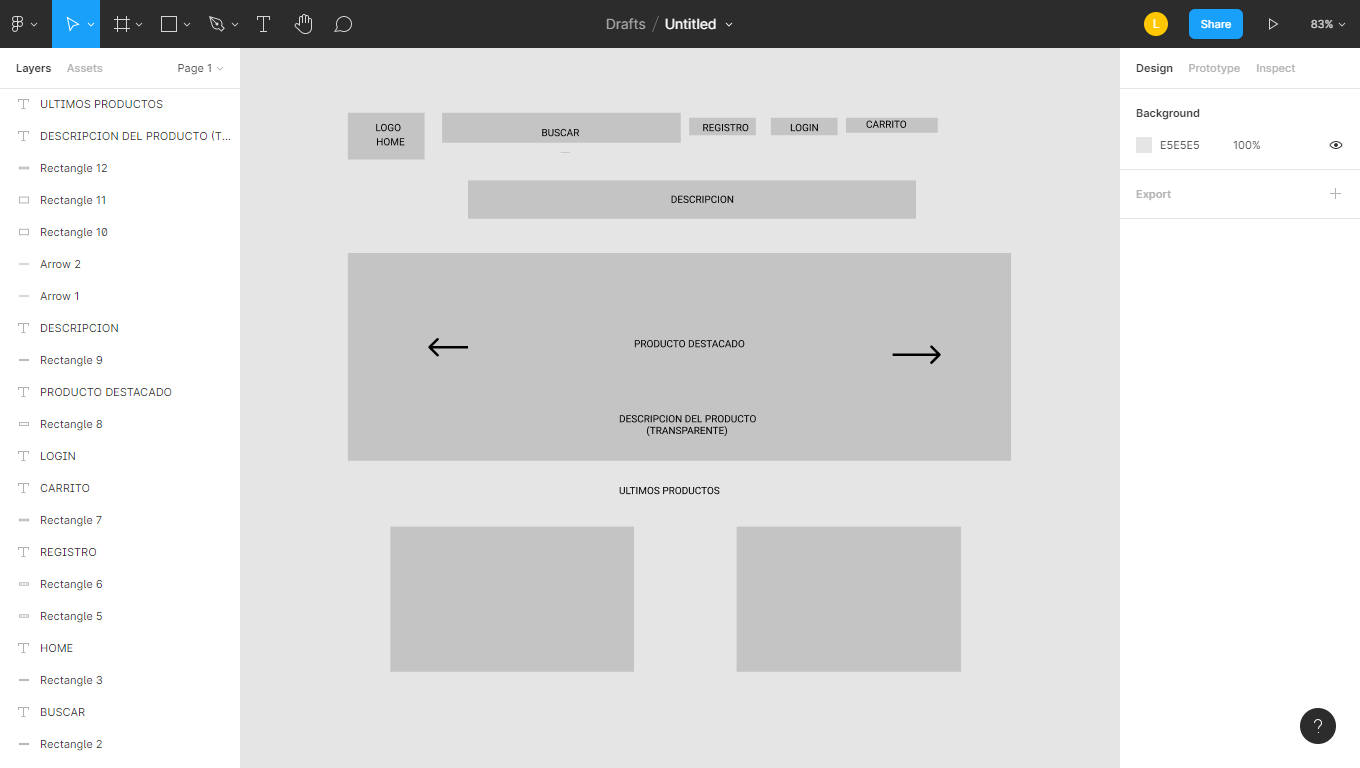 Drafts / Untitled
L
Share
83%
Layers
Assets
Page 1
ULTIMOS PRODUCTOS
DESCRIPCION DEL PRODUCTO (T...
Rectangle 12
Rectangle 11
Rectangle 10
Arrow 2
Arrow 1
DESCRIPCION
Rectangle 9
PRODUCTO DESTACADO
Rectangle 8
LOGIN
CARRITO
Rectangle 7
REGISTRO
Rectangle 6
Rectangle 5
HOME
Rectangle 3
BUSCAR
Rectangle 2
LOGO
HOME
BUSCAR
REGISTRO
LOGIN
CARRITO
DESCRIPCION
PRODUCTO DESTACADO
DESCRIPCION DEL PRODUCTO
(TRANSPARENTE)
ULTIMOS PRODUCTOS
Design
Prototype
Inspect
Background
E5E5E5
100%
Export
?